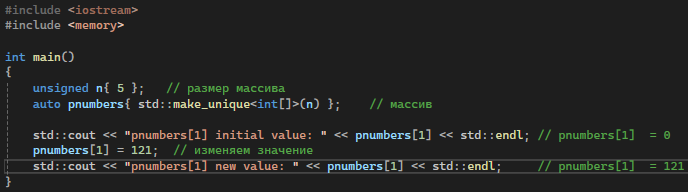 #include <iostream>
#include <memory>
int main()
{
unsigned n{ 5 };   // размер массива
auto pnumbers{ std::make_unique<int[]>(n) };    // массив
std::cout << "pnumbers[1] initial value: " << pnumbers[1] << std::endl; // pnumbers[1]  = 0
pnumbers[1] = 121;  // изменяем значение
std::cout << "pnumbers[1] new value: " << pnumbers[1] << std::endl;     // pnumbers[1]  = 121
}